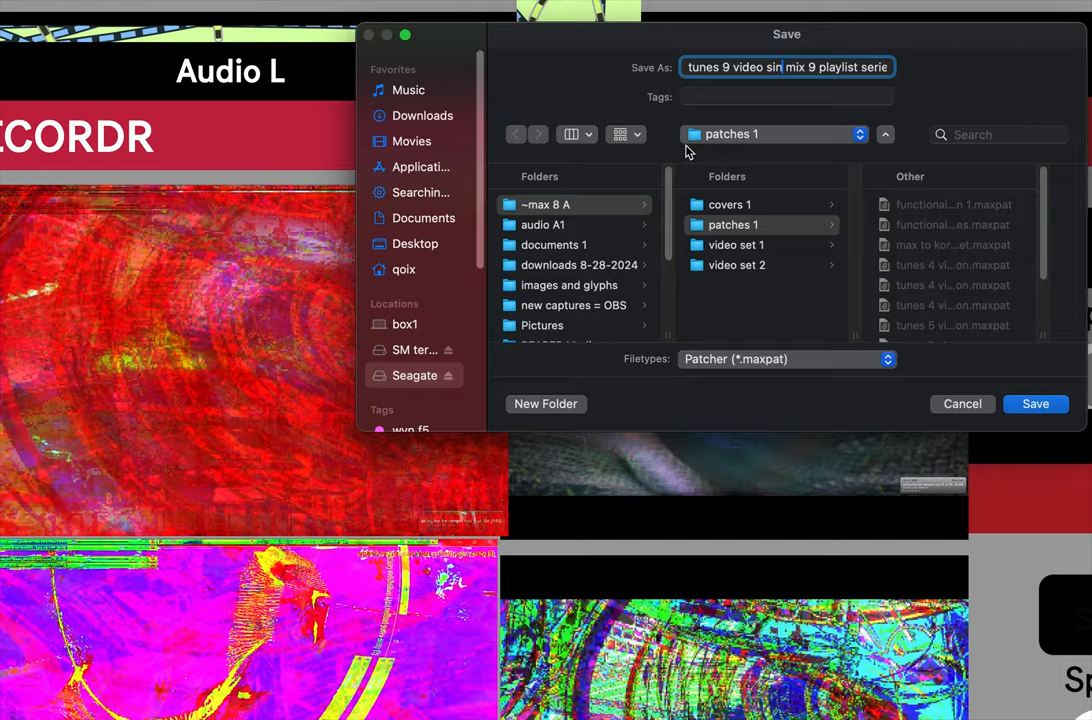 Save
Save As: tunes 9 video sin mix 9 playlist serie
Tags:
patches 1
Search
Favorites
Music
Downloads
Movies
Applicati...
Searchin...
Documents
Desktop
qoix
Locations
box1
SM ter...
Seagate
Tags
Folders
~max 8 A
audio A1
documents 1
downloads 8-28-2024
images and glyphs
new captures = OBS
Pictures
Folders
covers 1
patches 1
video set 1
video set 2
Other
functional...n 1.maxpat
functional...es.maxpat
max to kor...et.maxpat
tunes 4 vi...on.maxpat
tunes 4 vi...on.maxpat
tunes 4 vi...on.maxpat
tunes 5 vi...on.maxpat
Filetypes: Patcher (*.maxpat)
New Folder
Cancel
Save
Audio L
ECORDR
Sp